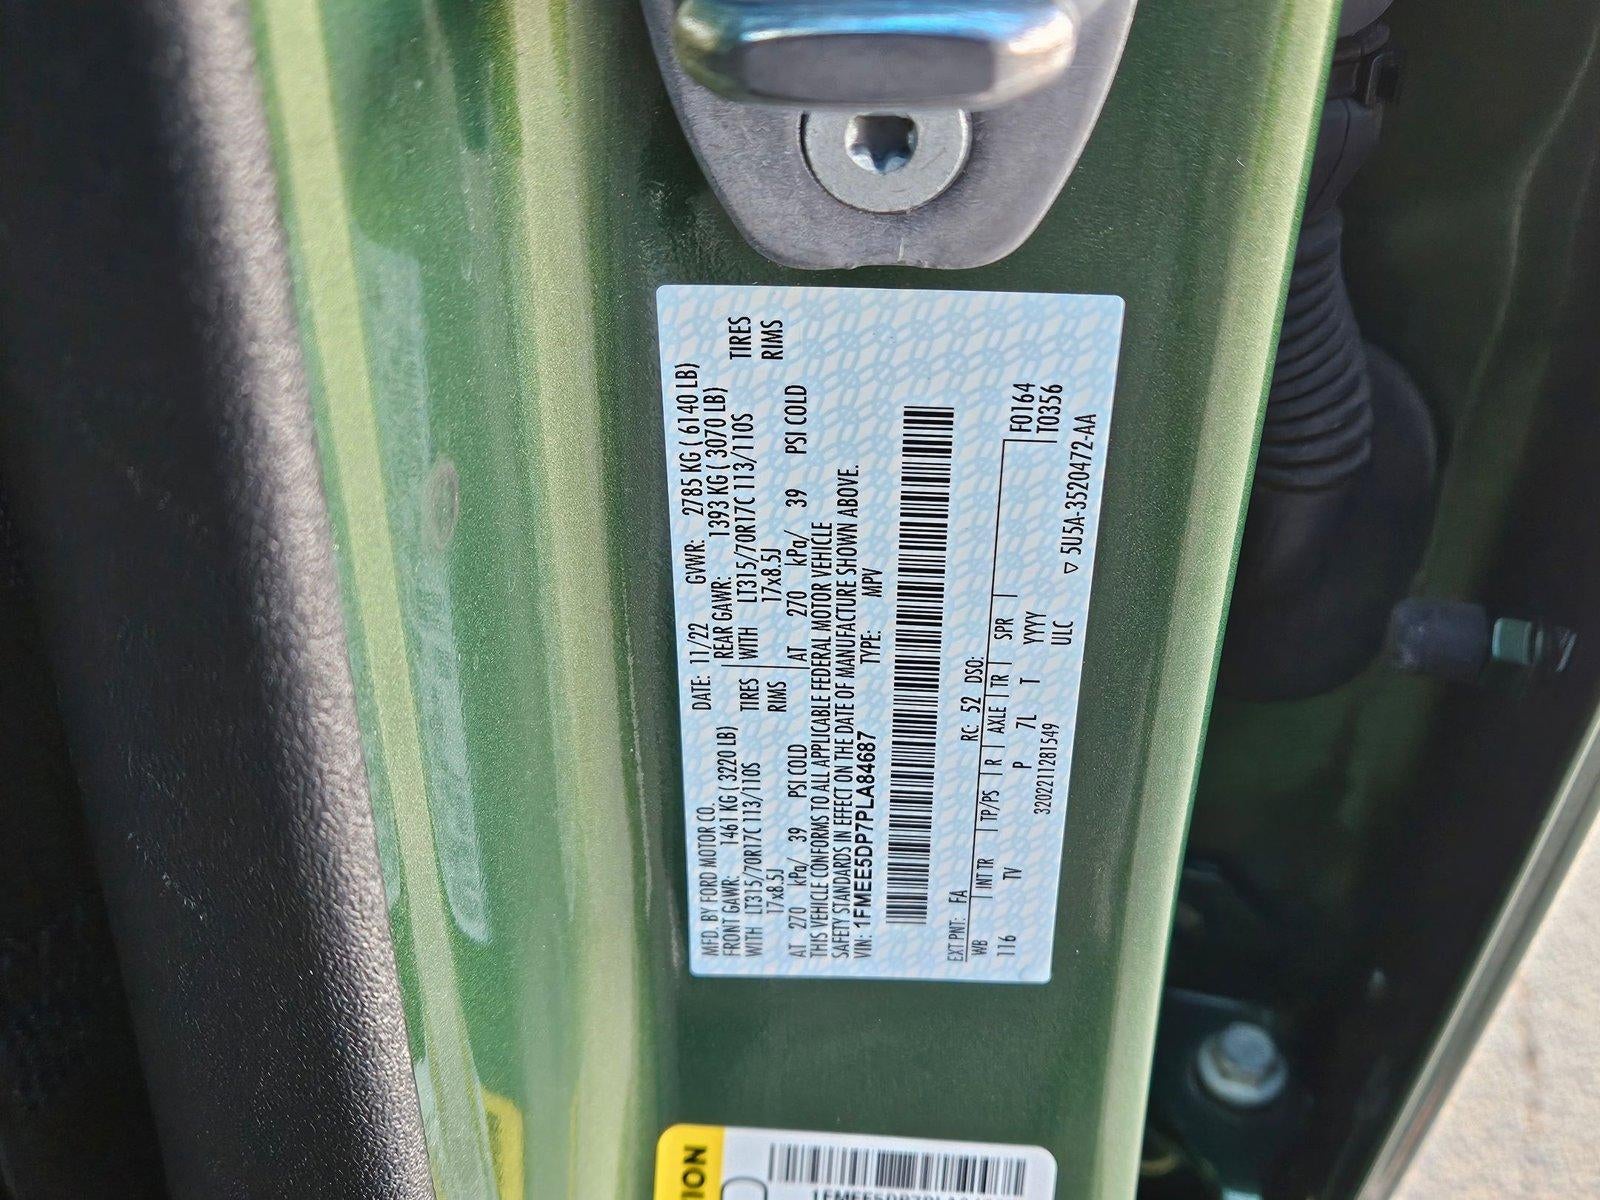 MFD. BY FORD MOTOR CO.
DATE: 11/22 GVWR: 2785 KG ( 6140 LB)
FRONT GAWR: 1461 KG ( 3220 LB)
REAR GAWR: 1393 KG ( 3070 LB)
WITH LT315/70R17C 113/110S TIRES
WITH LT315/70R17C 113/110S TIRES
17x8.5J RIMS
17x8.5J RIMS
AT 270 kPa/ 39 PSI COLD
AT 270 kPa/ 39 PSI COLD
THIS VEHICLE CONFORMS TO ALL APPLICABLE FEDERAL MOTOR VEHICLE
SAFETY STANDARDS IN EFFECT ON THE DATE OF MANUFACTURE SHOWN ABOVE.
VIN: 1FMEE5DP7PLA84687 TYPE: MPV
EXT PNT: FA RC: 52 DSO:
WB INT TR TP/PS R AXLE TR SPR F0164
116 TV P 7L T YYYY T0356
3202211281549 ULC
▽ 5U5A-3520472-AA